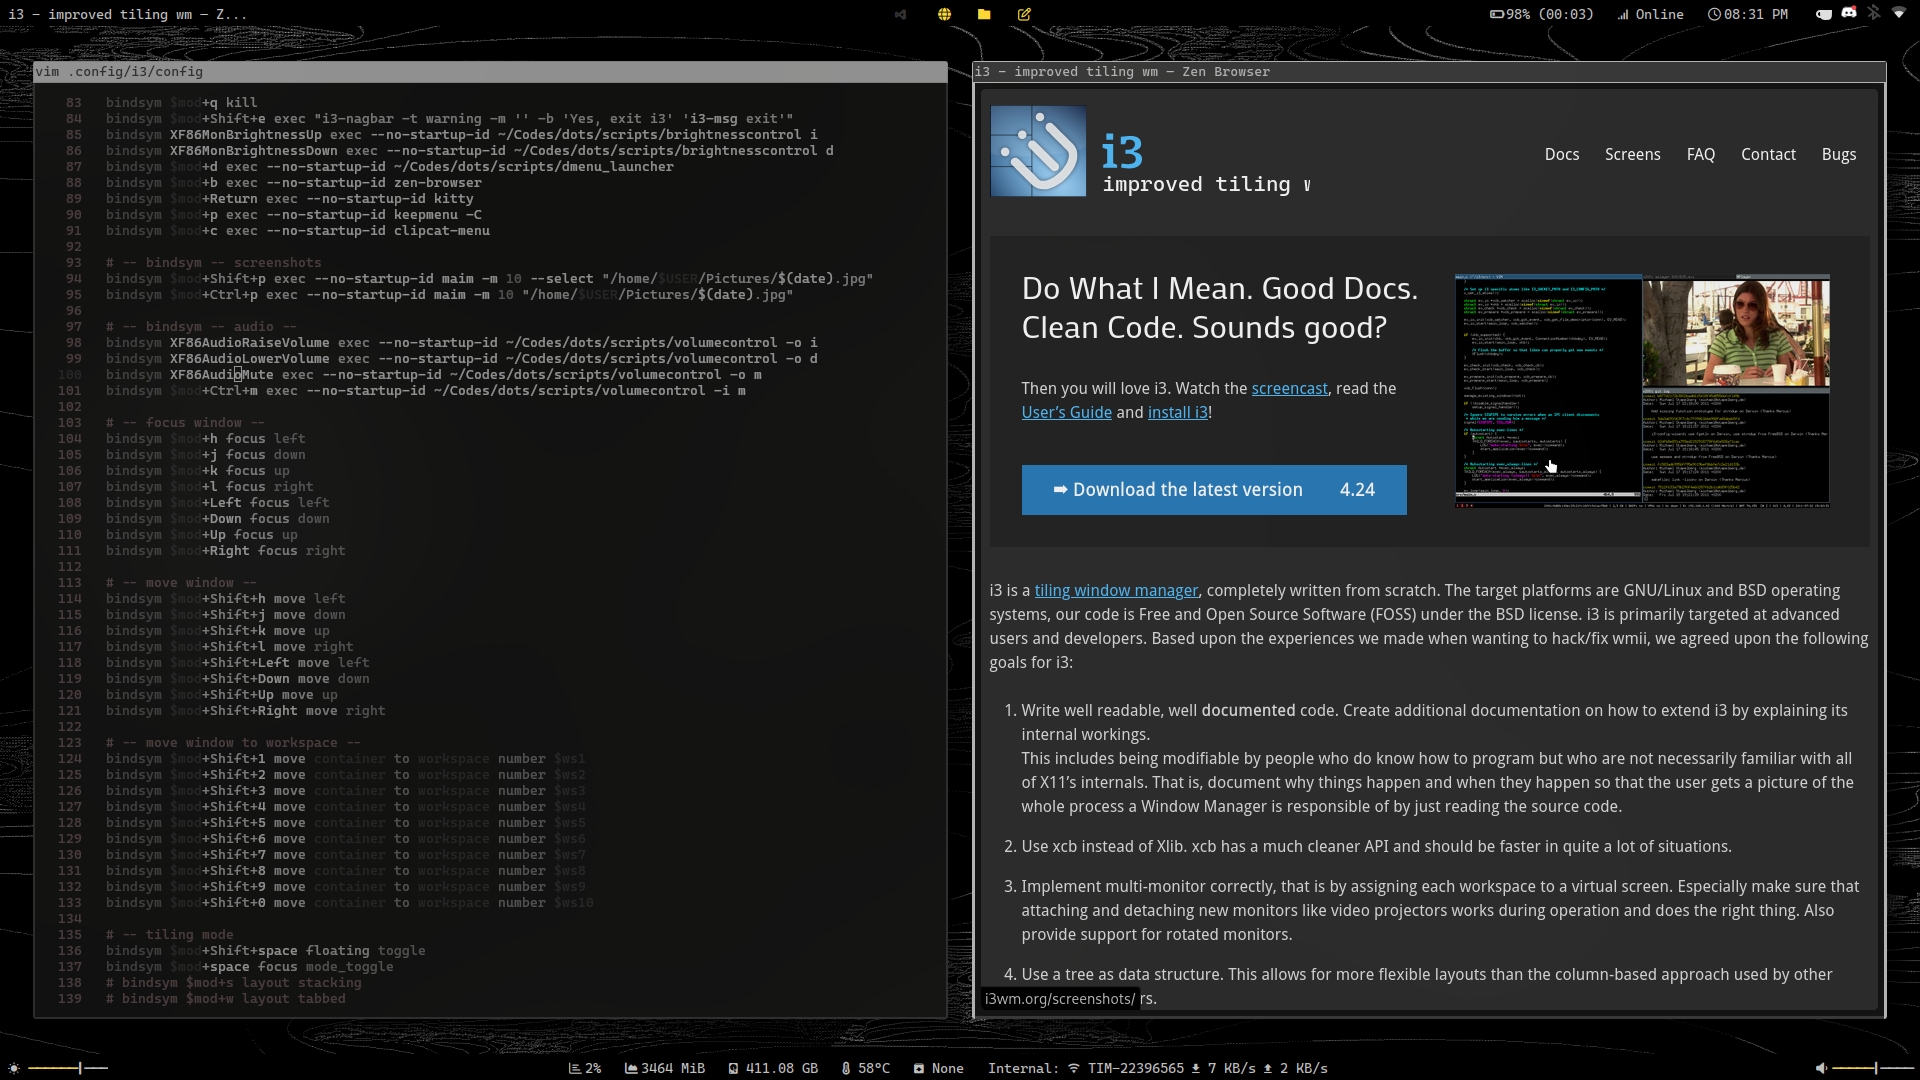 i3 – improved tiling wm — Z...
98% (00:03)
Online
08:31 PM
vim .config/i3/config
83 bindsym $mod+q kill
84 bindsym $mod+Shift+e exec "i3-nagbar -t warning -m '' -b 'Yes, exit i3' 'i3-msg exit'"
85 bindsym XF86MonBrightnessUp exec --no-startup-id ~/Codes/dots/scripts/brightnesscontrol i
86 bindsym XF86MonBrightnessDown exec --no-startup-id ~/Codes/dots/scripts/brightnesscontrol d
87 bindsym $mod+d exec --no-startup-id ~/Codes/dots/scripts/dmenu_launcher
88 bindsym $mod+b exec --no-startup-id zen-browser
89 bindsym $mod+Return exec --no-startup-id kitty
90 bindsym $mod+p exec --no-startup-id keepmenu -C
91 bindsym $mod+c exec --no-startup-id clipcat-menu
92
93 # -- bindsym -- screenshots
94 bindsym $mod+Shift+p exec --no-startup-id maim -m 10 --select "/home/$USER/Pictures/$(date).jpg"
95 bindsym $mod+Ctrl+p exec --no-startup-id maim -m 10 "/home/$USER/Pictures/$(date).jpg"
96
97 # -- bindsym -- audio --
98 bindsym XF86AudioRaiseVolume exec --no-startup-id ~/Codes/dots/scripts/volumecontrol -o i
99 bindsym XF86AudioLowerVolume exec --no-startup-id ~/Codes/dots/scripts/volumecontrol -o d
100 bindsym XF86AudioMute exec --no-startup-id ~/Codes/dots/scripts/volumecontrol -o m
101 bindsym $mod+Ctrl+m exec --no-startup-id ~/Codes/dots/scripts/volumecontrol -i m
102
103 # -- focus window --
104 bindsym $mod+h focus left
105 bindsym $mod+j focus down
106 bindsym $mod+k focus up
107 bindsym $mod+l focus right
108 bindsym $mod+Left focus left
109 bindsym $mod+Down focus down
110 bindsym $mod+Up focus up
111 bindsym $mod+Right focus right
112
113 # -- move window --
114 bindsym $mod+Shift+h move left
115 bindsym $mod+Shift+j move down
116 bindsym $mod+Shift+k move up
117 bindsym $mod+Shift+l move right
118 bindsym $mod+Shift+Left move left
119 bindsym $mod+Shift+Down move down
120 bindsym $mod+Shift+Up move up
121 bindsym $mod+Shift+Right move right
122
123 # -- move window to workspace --
124 bindsym $mod+Shift+1 move container to workspace number $ws1
125 bindsym $mod+Shift+2 move container to workspace number $ws2
126 bindsym $mod+Shift+3 move container to workspace number $ws3
127 bindsym $mod+Shift+4 move container to workspace number $ws4
128 bindsym $mod+Shift+5 move container to workspace number $ws5
129 bindsym $mod+Shift+6 move container to workspace number $ws6
130 bindsym $mod+Shift+7 move container to workspace number $ws7
131 bindsym $mod+Shift+8 move container to workspace number $ws8
132 bindsym $mod+Shift+9 move container to workspace number $ws9
133 bindsym $mod+Shift+0 move container to workspace number $ws10
134
135 # -- tiling mode
136 bindsym $mod+Shift+space floating toggle
137 bindsym $mod+space focus mode_toggle
138 # bindsym $mod+s layout stacking
139 # bindsym $mod+w layout tabbed
i3 – improved tiling wm — Zen Browser
i3
improved tiling
Docs
Screens
FAQ
Contact
Bugs
Do What I Mean. Good Docs.
Clean Code. Sounds good?
Then you will love i3. Watch the screencast, read the
User's Guide and install i3!
➡ Download the latest version 4.24
i3 is a tiling window manager, completely written from scratch. The target platforms are GNU/Linux and BSD operating
systems, our code is Free and Open Source Software (FOSS) under the BSD license. i3 is primarily targeted at advanced
users and developers. Based upon the experiences we made when wanting to hack/fix wmii, we agreed upon the following
goals for i3:
1. Write well readable, well documented code. Create additional documentation on how to extend i3 by explaining its
internal workings.
This includes being modifiable by people who do know how to program but who are not necessarily familiar with all
of X11's internals. That is, document why things happen and when they happen so that the user gets a picture of the
whole process a Window Manager is responsible of by just reading the source code.
2. Use xcb instead of Xlib. xcb has a much cleaner API and should be faster in quite a lot of situations.
3. Implement multi-monitor correctly, that is by assigning each workspace to a virtual screen. Especially make sure that
attaching and detaching new monitors like video projectors works during operation and does the right thing. Also
provide support for rotated monitors.
4. Use a tree as data structure. This allows for more flexible layouts than the column-based approach used by other
i3wm.org/screenshots/ rs.
2%
3464 MiB
411.08 GB
58°C
None
Internal: TIM-22396565 7 KB/s 2 KB/s